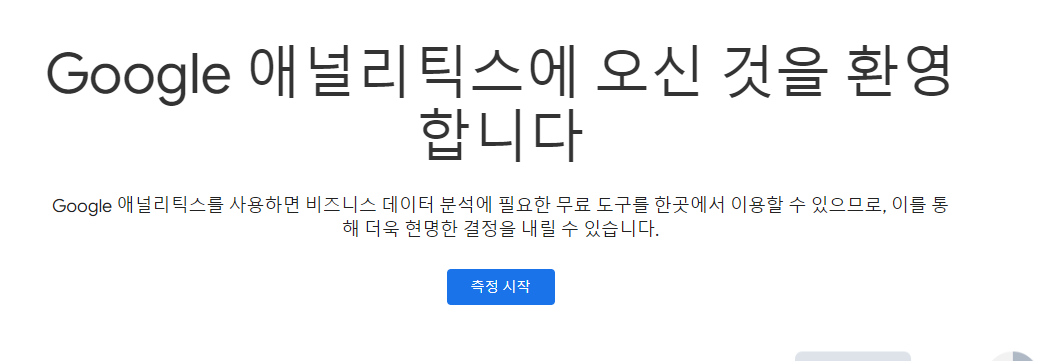 Google 애널리틱스에 오신 것을 환영
합니다
Google 애널리틱스를 사용하면 비즈니스 데이터 분석에 필요한 무료 도구를 한곳에서 이용할 수 있으므로, 이를 통
해 더욱 현명한 결정을 내릴 수 있습니다.
측정 시작